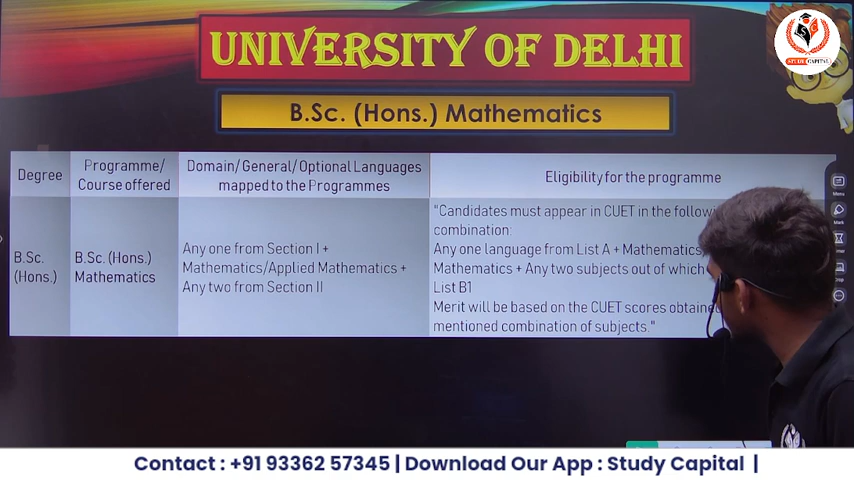 UNIVERSITY OF DELHI
STUDY CAPITAL
B.Sc. (Hons.) Mathematics
Degree
Programme/
Course offered
Domain/ General/ Optional Languages
mapped to the Programmes
Eligibility for the programme
B.Sc.
(Hons.)
B.Sc. (Hons.)
Mathematics
Any one from Section I +
Mathematics/Applied Mathematics +
Any two from Section II
"Candidates must appear in CUET in the
combination:
Any one language from List A + Mathematics
Mathematics + Any two subjects out of which
List B1
Merit will be based on the CUET scores
mentioned combination of subjects."
Menu
Contact : +91 93362 57345 | Download Our App : Study Capital |